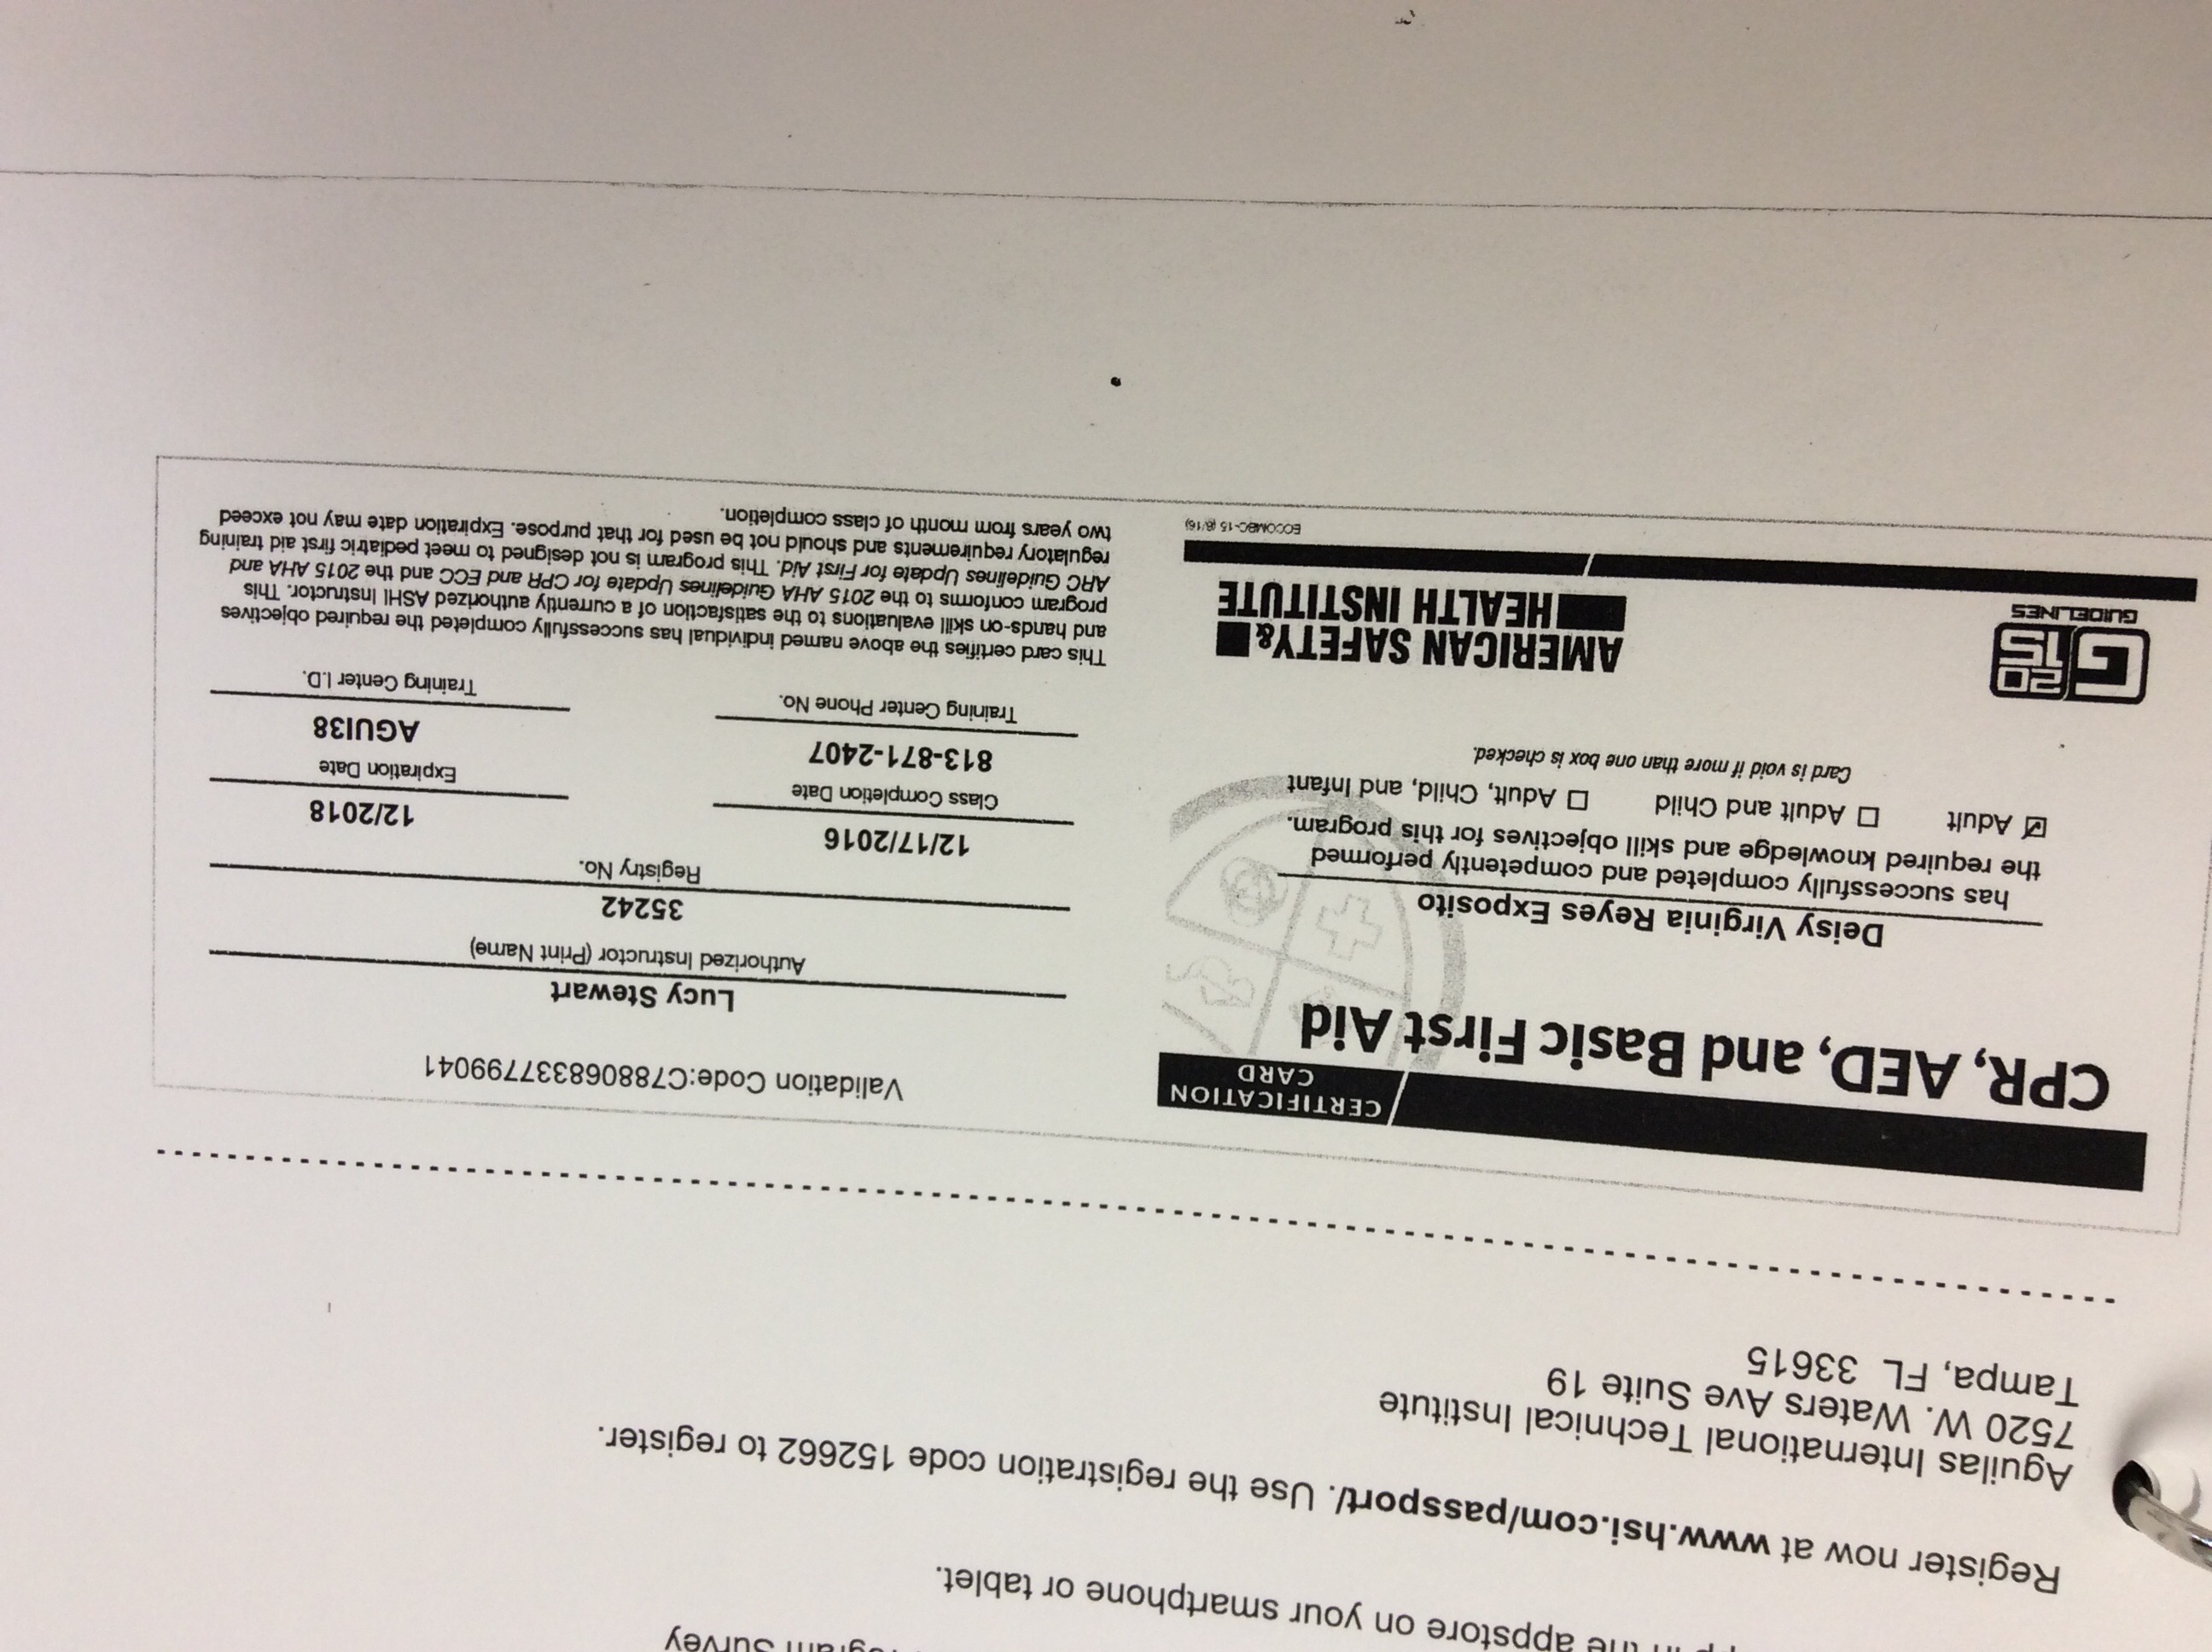 in the appstore on your smartphone or tablet.
Survey
Register now at www.hsi.com/passport/. Use the registration code 152662 to register.
Aguilas International Technical Institute
7520 W. Waters Ave Suite 19
Tampa, FL 33615
CERTIFICATION
CARD
CPR, AED, and Basic First Aid
Deisy Virginia Reyes Exposito
has successfully completed and competently performed
the required knowledge and skill objectives for this program.
☑ Adult ☐ Adult and Child ☐ Adult, Child, and Infant
Card is void if more than one box is checked.
G 2015
GUIDELINES
AMERICAN SAFETY&
HEALTH INSTITUTE
ECCOMBC-15 (8/16)
Validation Code:C788068337799041
Lucy Stewart
Authorized Instructor (Print Name)
35242
Registry No.
12/17/2016 12/2018
Class Completion Date Expiration Date
813-871-2407 AGUI38
Training Center Phone No. Training Center I.D.
This card certifies the above named individual has successfully completed the required objectives
and hands-on skill evaluations to the satisfaction of a currently authorized ASHI Instructor. This
program conforms to the 2015 AHA Guidelines Update for CPR and ECC and the 2015 AHA and
ARC Guidelines Update for First Aid. This program is not designed to meet pediatric first aid training
regulatory requirements and should not be used for that purpose. Expiration date may not exceed
two years from month of class completion.